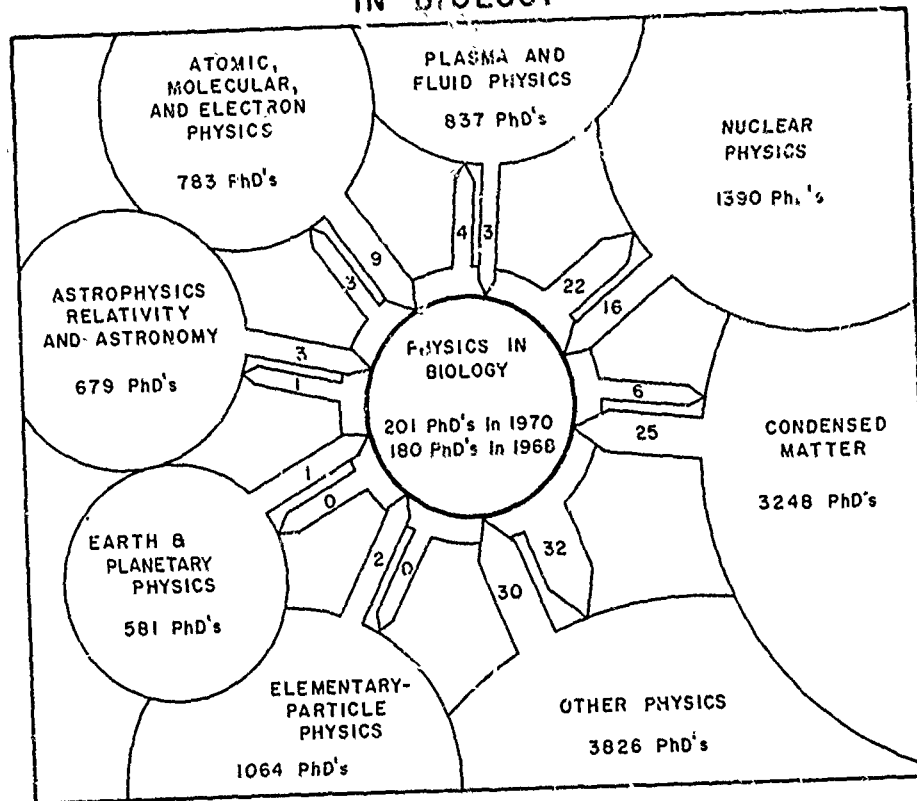 IN BIOLOGY
ATOMIC,
MOLECULAR,
AND ELECTRON
PHYSICS
783 PhD's
PLASMA AND
FLUID PHYSICS
837 PhD's
NUCLEAR
PHYSICS
1390 Ph. 's
9
3
4
3
22
16
ASTROPHYSICS
RELATIVITY
AND ASTRONOMY
679 PhD's
3
1
PHYSICS IN
BIOLOGY
201 PhD's In 1970
180 PhD's In 1968
6
25
CONDENSED
MATTER
3248 PhD's
1
0
EARTH &
PLANETARY
PHYSICS
581 PhD's
2
0
30
32
ELEMENTARY-
PARTICLE
PHYSICS
1064 PhD's
OTHER PHYSICS
3826 PhD's